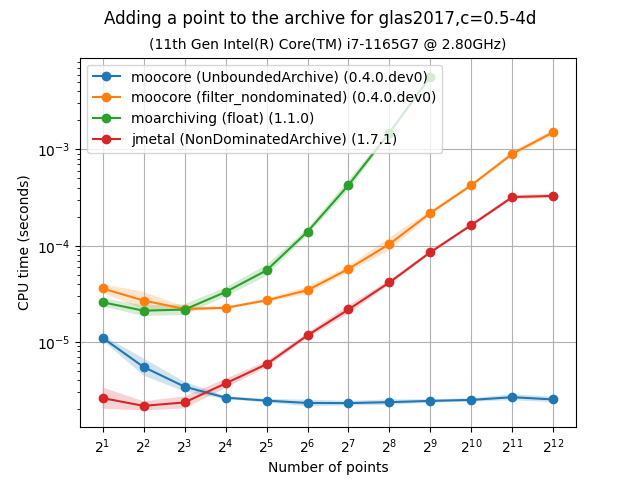 Adding a point to the archive for glas2017,c=0.5-4d
(11th Gen Intel(R) Core(TM) i7-1165G7 @ 2.80GHz)
moocore (UnboundedArchive) (0.4.0.dev0)
moocore (filter_nondominated) (0.4.0.dev0)
moarchiving (float) (1.1.0)
jmetal (NonDominatedArchive) (1.7.1)
CPU time (seconds)
10⁻³
10⁻⁴
10⁻⁵
2¹ 2² 2³ 2⁴ 2⁵ 2⁶ 2⁷ 2⁸ 2⁹ 2¹⁰ 2¹¹ 2¹²
Number of points